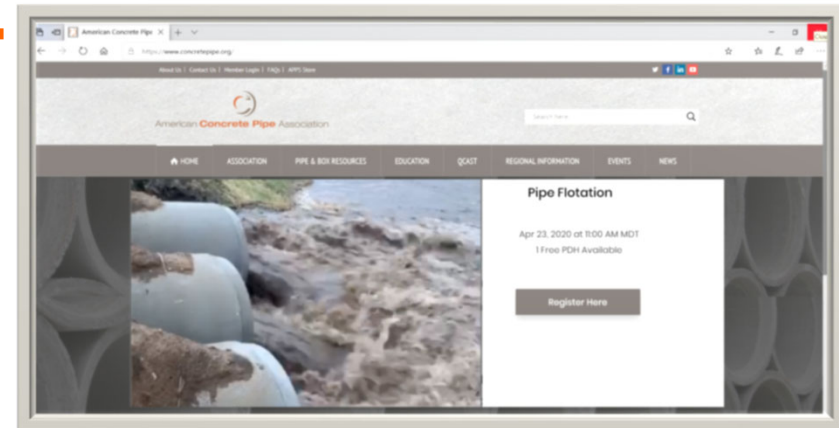 American Concrete Pipe
https://www.concretepipe.org/
About Us | Contact Us | Member Login | FAQs | APPS Store
American Concrete Pipe Association
Search here
HOME ASSOCIATION PIPE & BOX RESOURCES EDUCATION QCAST REGIONAL INFORMATION EVENTS NEWS
Pipe Flotation
Apr 23, 2020 at 11:00 AM MDT
1 Free PDH Available
Register Here